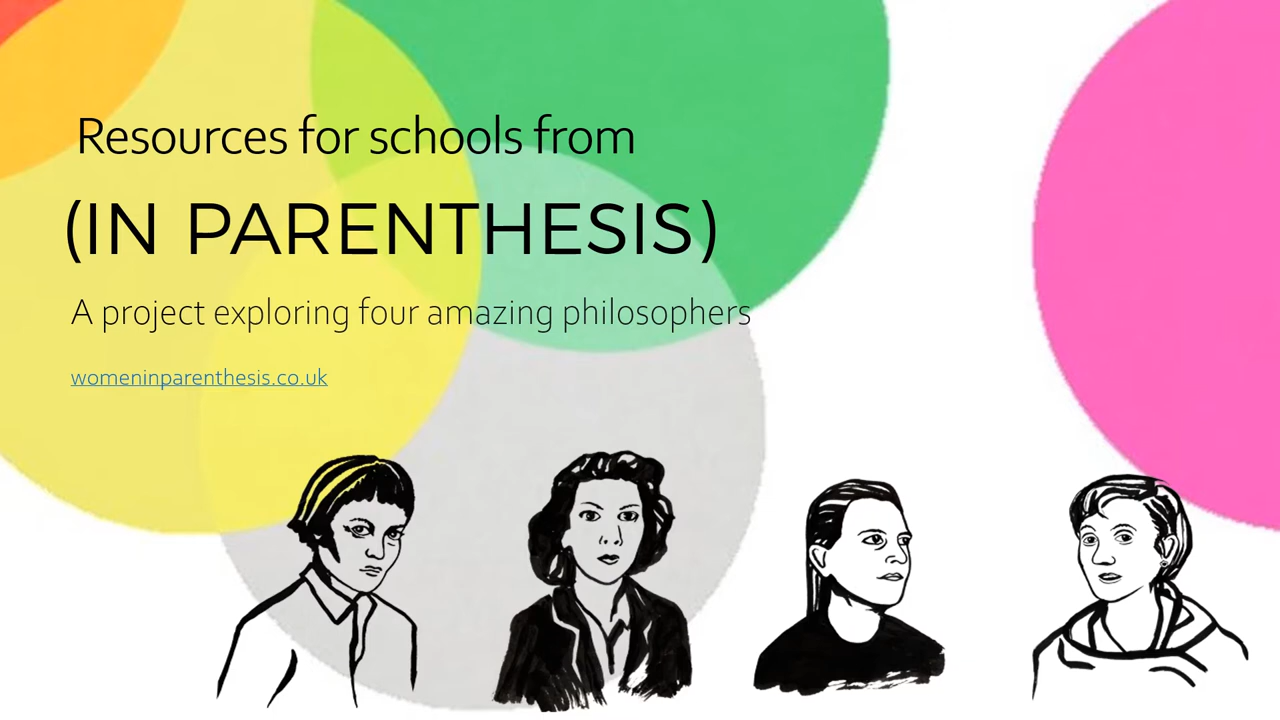 Resources for schools from
(IN PARENTHESIS)
A project exploring four amazing philosophers
womeninparenthesis.co.uk